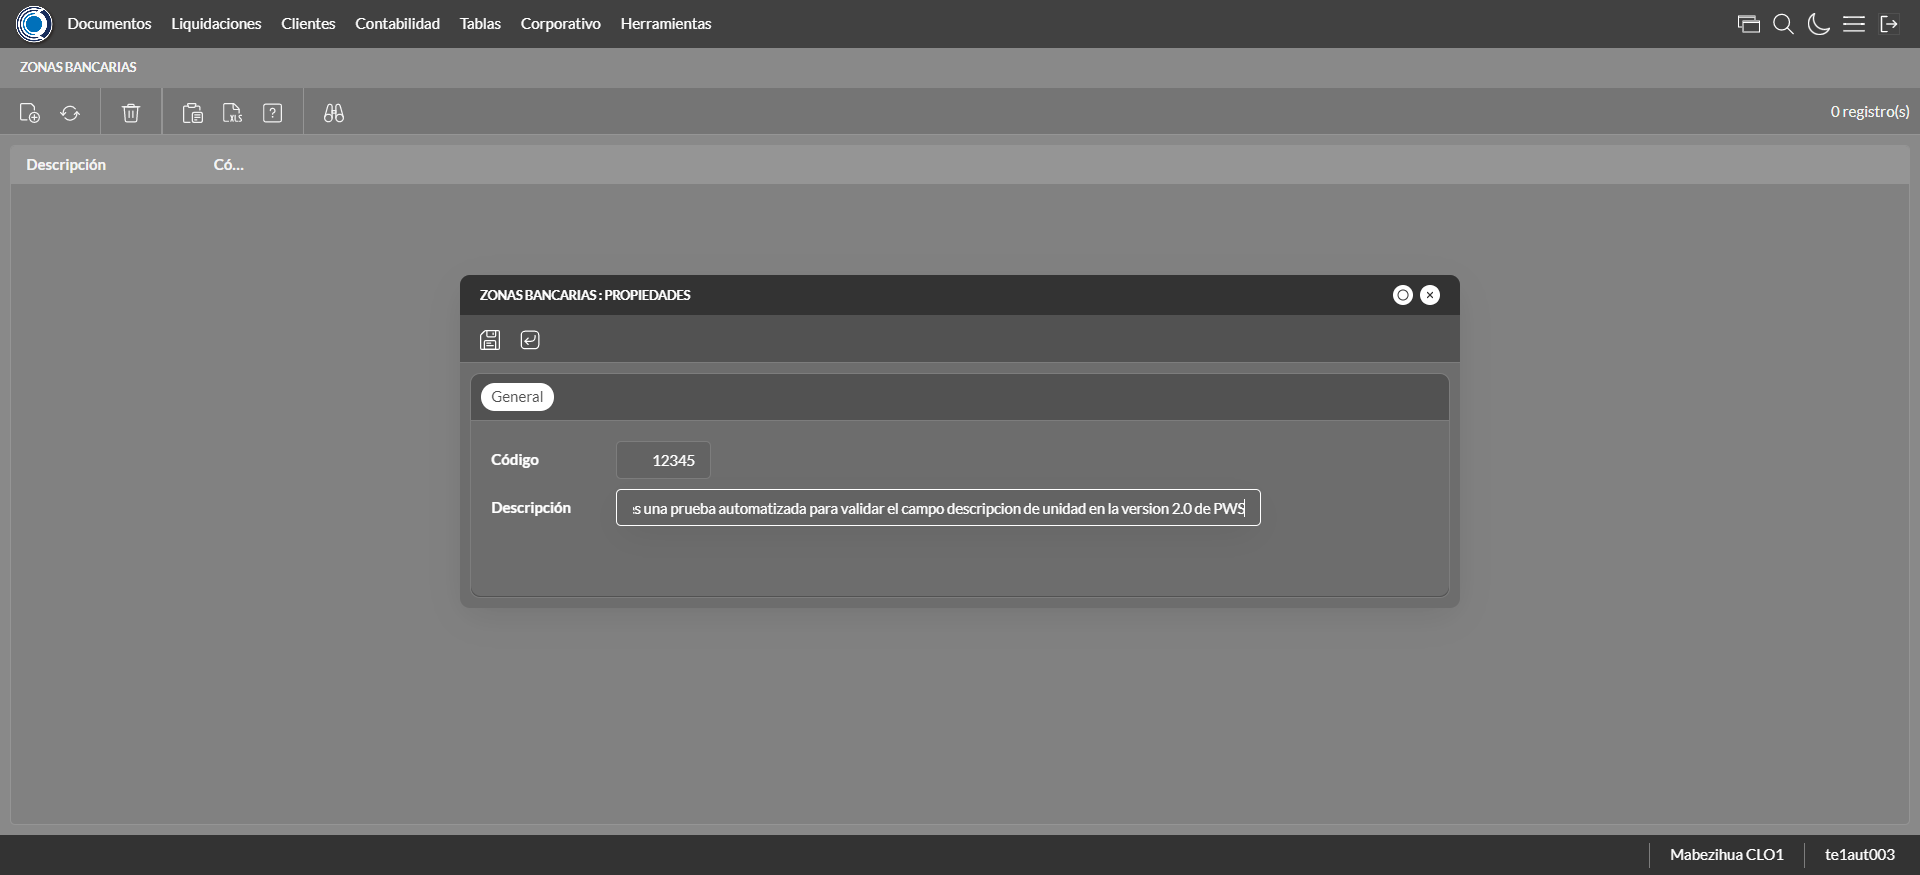 Documentos Liquidaciones Clientes Contabilidad Tablas Corporativo Herramientas
ZONAS BANCARIAS
XLS ? 0 registro(s)
Descripción Có...
ZONAS BANCARIAS : PROPIEDADES
General
Código 12345
Descripción s una prueba automatizada para validar el campo descripcion de unidad en la version 2.0 de PWS
Mabezihua CLO1 te1aut003